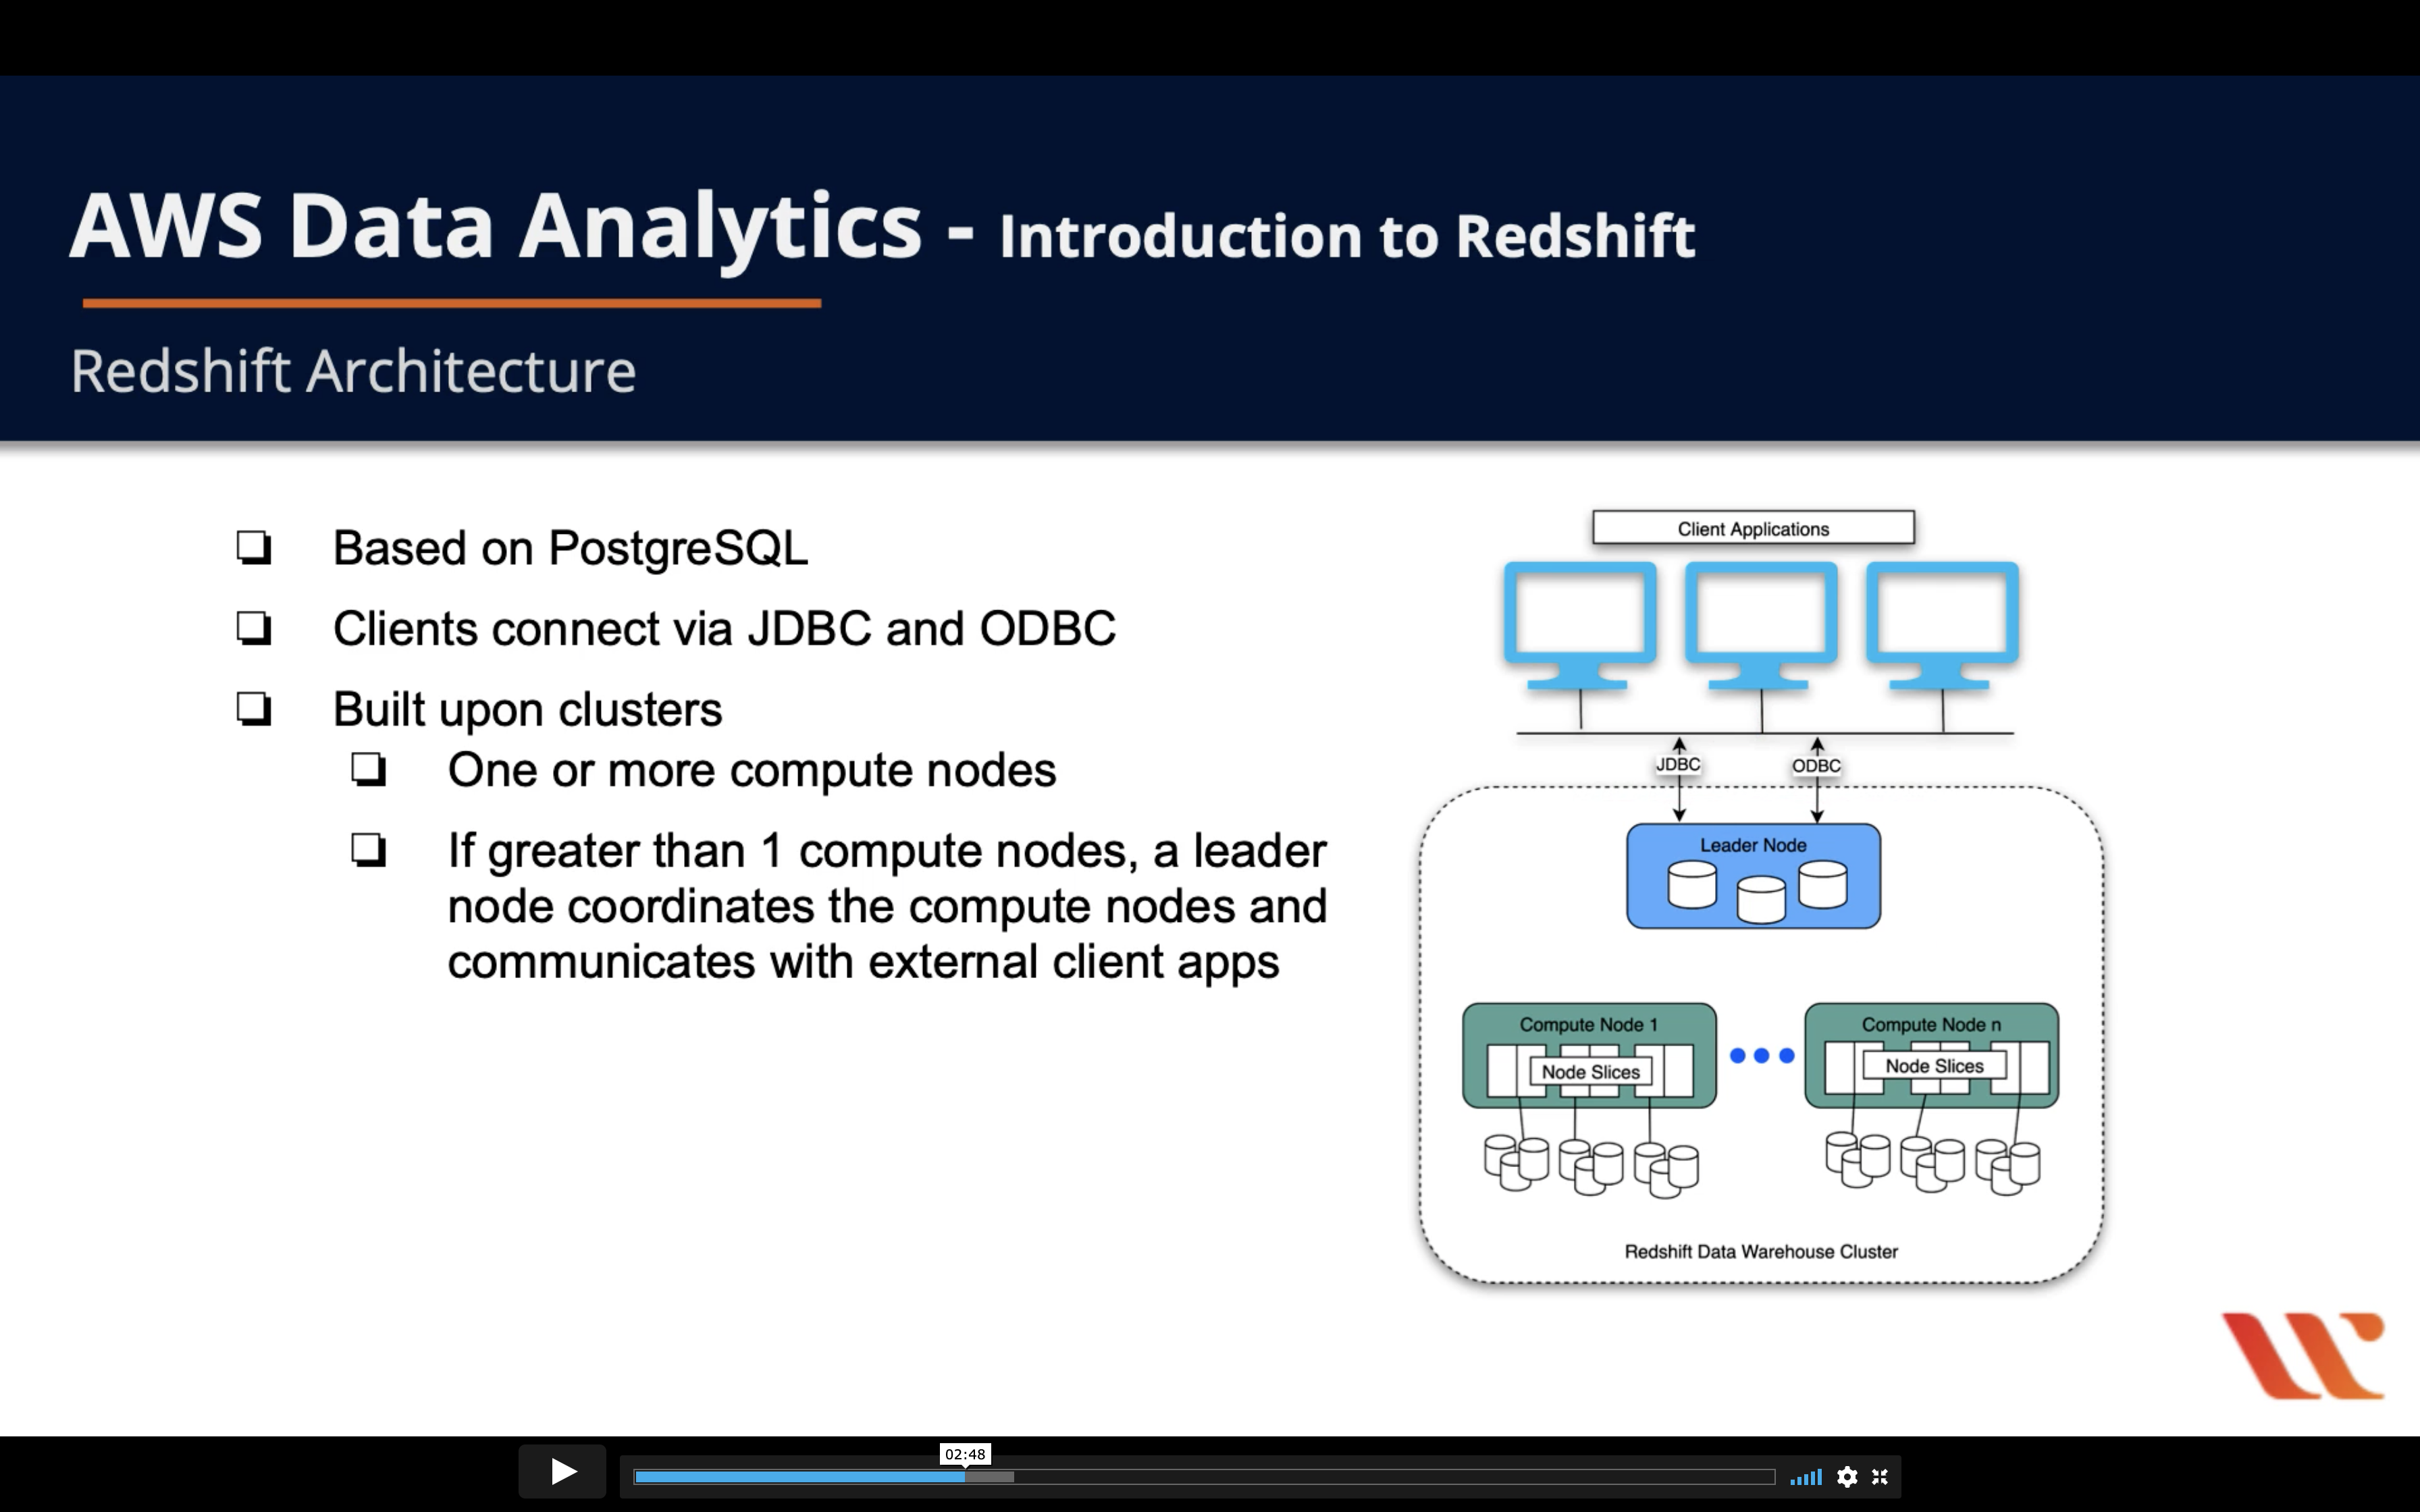 AWS Data Analytics - Introduction to Redshift
Redshift Architecture
Based on PostgreSQL
Clients connect via JDBC and ODBC
Built upon clusters
One or more compute nodes
If greater than 1 compute nodes, a leader
node coordinates the compute nodes and
communicates with external client apps
Client Applications
JDBC
ODBC
Leader Node
Compute Node 1
Node Slices
Compute Node n
Node Slices
Redshift Data Warehouse Cluster
02:48